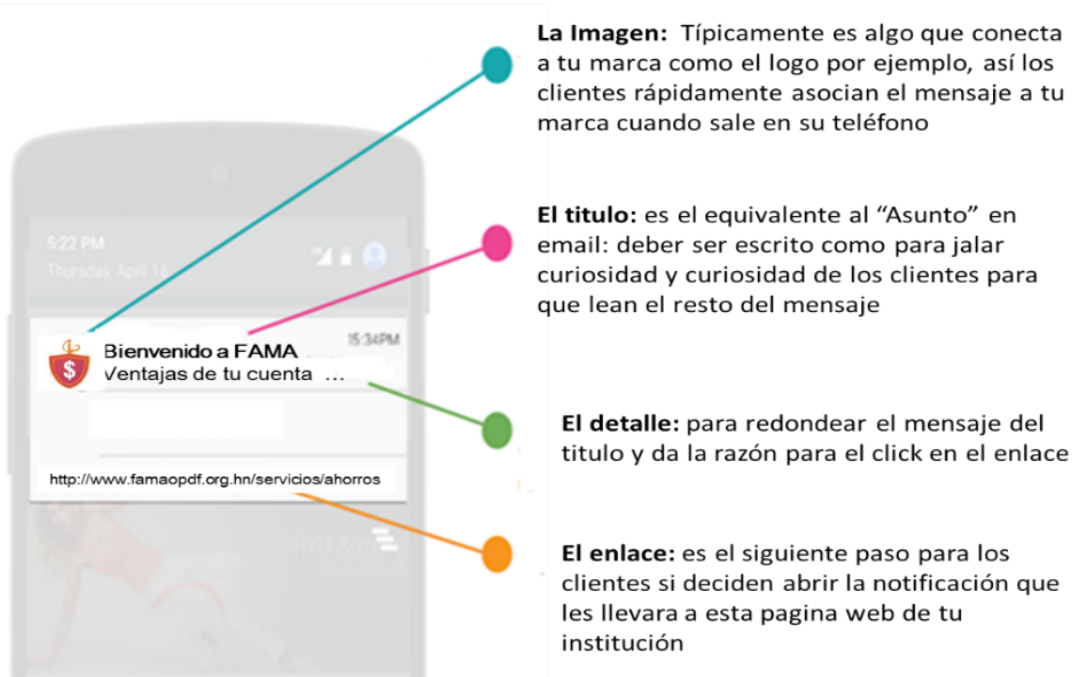 La Imagen: Típicamente es algo que conecta
a tu marca como el logo por ejemplo, así los
clientes rápidamente asocian el mensaje a tu
marca cuando sale en su teléfono
El titulo: es el equivalente al “Asunto” en
email: deber ser escrito como para jalar
curiosidad y curiosidad de los clientes para
que lean el resto del mensaje
5:22 PM
Thursday, April 16
15:34PM
Bienvenido a FAMA
Ventajas de tu cuenta ...
$
http://www.famaopdf.org.hn/servicios/ahorros
El detalle: para redondear el mensaje del
titulo y da la razón para el click en el enlace
El enlace: es el siguiente paso para los
clientes si deciden abrir la notificación que
les llevara a esta pagina web de tu
institución